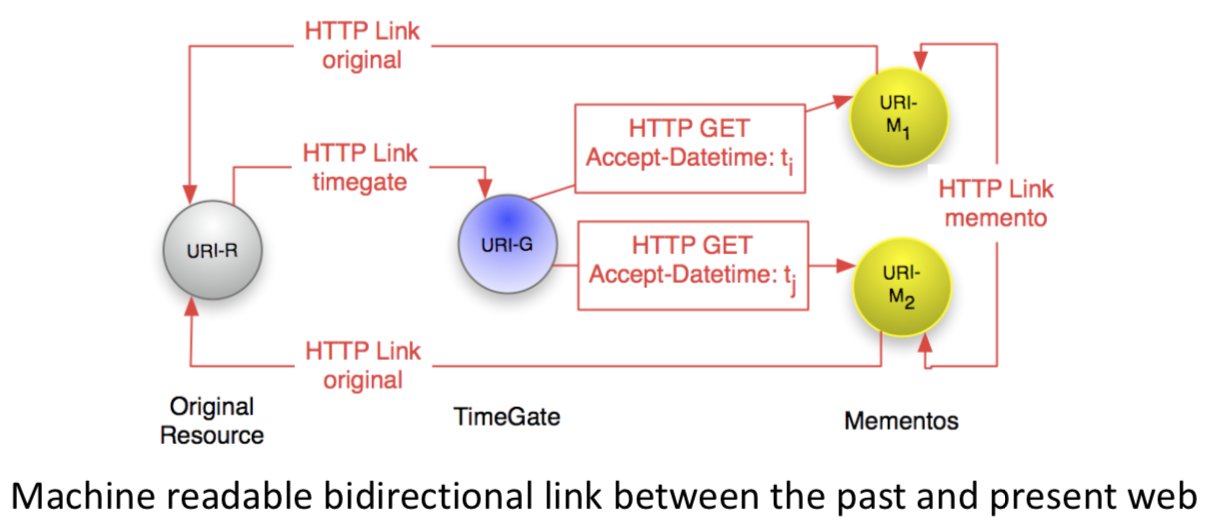 HTTP Link
original
URI-
M1
HTTP GET
Accept-Datetime: ti
HTTP Link
timegate
HTTP Link
memento
URI-R
URI-G
HTTP GET
Accept-Datetime: tj
URI-
M2
HTTP Link
original
Original
Resource
TimeGate
Mementos
Machine readable bidirectional link between the past and present web